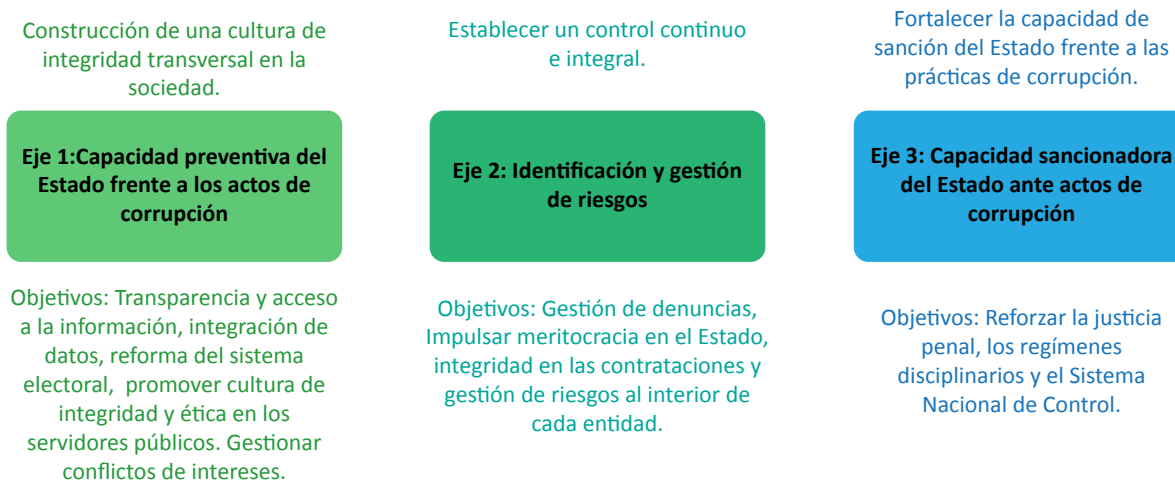 Construcción de una cultura de
integridad transversal en la
sociedad.
Eje 1:Capacidad preventiva del
Estado frente a los actos de
corrupción
Objetivos: Transparencia y acceso
a la información, integración de
datos, reforma del sistema
electoral, promover cultura de
integridad y ética en los
servidores públicos. Gestionar
conflictos de intereses.
Establecer un control continuo
e integral.
Eje 2: Identificación y gestión
de riesgos
Objetivos: Gestión de denuncias,
Impulsar meritocracia en el Estado,
integridad en las contrataciones y
gestión de riesgos al interior de
cada entidad.
Fortalecer la capacidad de
sanción del Estado frente a las
prácticas de corrupción.
Eje 3: Capacidad sancionadora
del Estado ante actos de
corrupción
Objetivos: Reforzar la justicia
penal, los regímenes
disciplinarios y el Sistema
Nacional de Control.